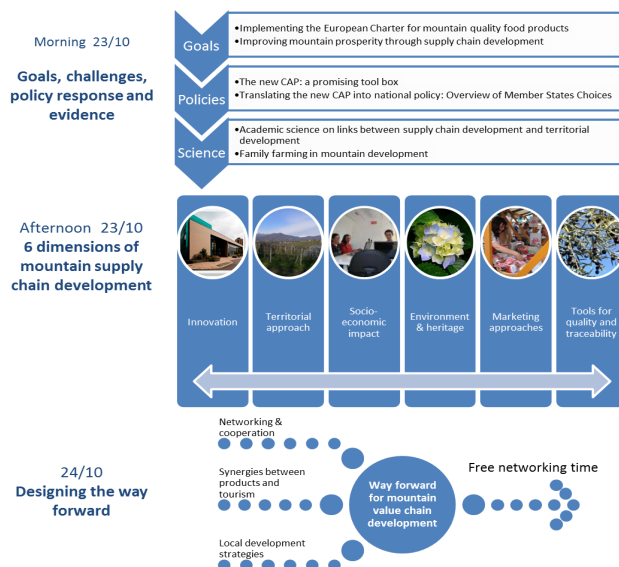 Morning 23/10
Goals, challenges,
policy response and
evidence
Goals
•Implementing the European Charter for mountain quality food products
•Improving mountain prosperity through supply chain development
Policies
•The new CAP: a promising tool box
•Translating the new CAP into national policy: Overview of Member States Choices
Science
•Academic science on links between supply chain development and territorial
development
•Family farming in mountain development
Afternoon 23/10
6 dimensions of
mountain supply
chain development
Innovation
Territorial
approach
Socio-
economic
impact
Environment
& heritage
Marketing
approaches
Tools for
quality and
traceability
24/10
Designing the way
forward
Networking &
cooperation
Synergies between
products and
tourism
Local development
strategies
Way forward
for mountain
value chain
development
Free networking time